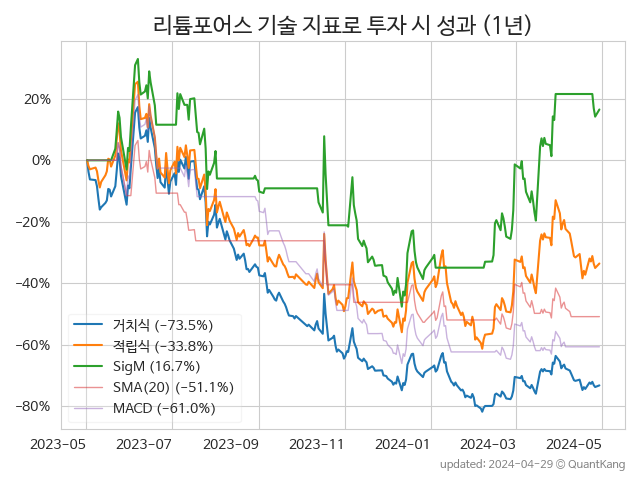 리튬포어스 기술 지표로 투자 시 성과 (1년)
20%
0%
−20%
−40%
−60%
−80%
거치식 (−73.5%)
적립식 (−33.8%)
SigM (16.7%)
SMA(20) (−51.1%)
MACD (−61.0%)
2023-05 2023-07 2023-09 2023-11 2024-01 2024-03 2024-05
updated: 2024-04-29 © QuantKang